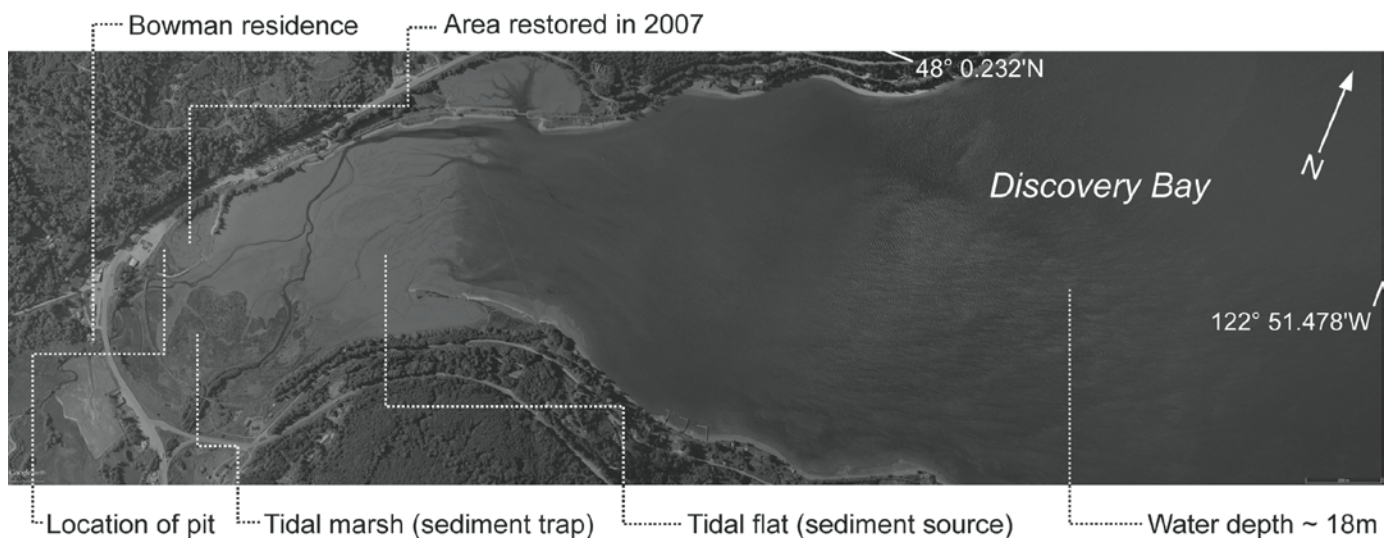 Bowman residence
Area restored in 2007
48° 0.232'N
N
Discovery Bay
122° 51.478'W
Location of pit
Tidal marsh (sediment trap)
Tidal flat (sediment source)
Water depth ~ 18m